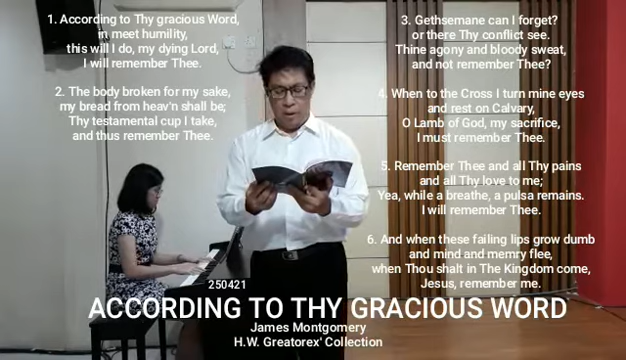 1. According to Thy gracious Word,
in meet humility,
this will I do, my dying Lord,
I will remember Thee.
2. The body broken for my sake,
my bread from heav'n shall be;
Thy testamental cup I take,
and thus remember Thee.
3. Gethsemane can I forget?
or there Thy conflict see.
Thine agony and bloody sweat,
and not remember Thee?
4. When to the Cross I turn mine eyes
and rest on Calvary,
O Lamb of God, my sacrifice,
I must remember Thee.
5. Remember Thee and all Thy pains
and all Thy love to me;
Yea, while a breathe, a pulsa remains.
I will remember Thee.
6. And when these failing lips grow dumb
and mind and memry flee,
when Thou shalt in The Kingdom come,
Jesus, remember me.
250421
ACCORDING TO THY GRACIOUS WORD
James Montgomery
H.W. Greatorex' Collection